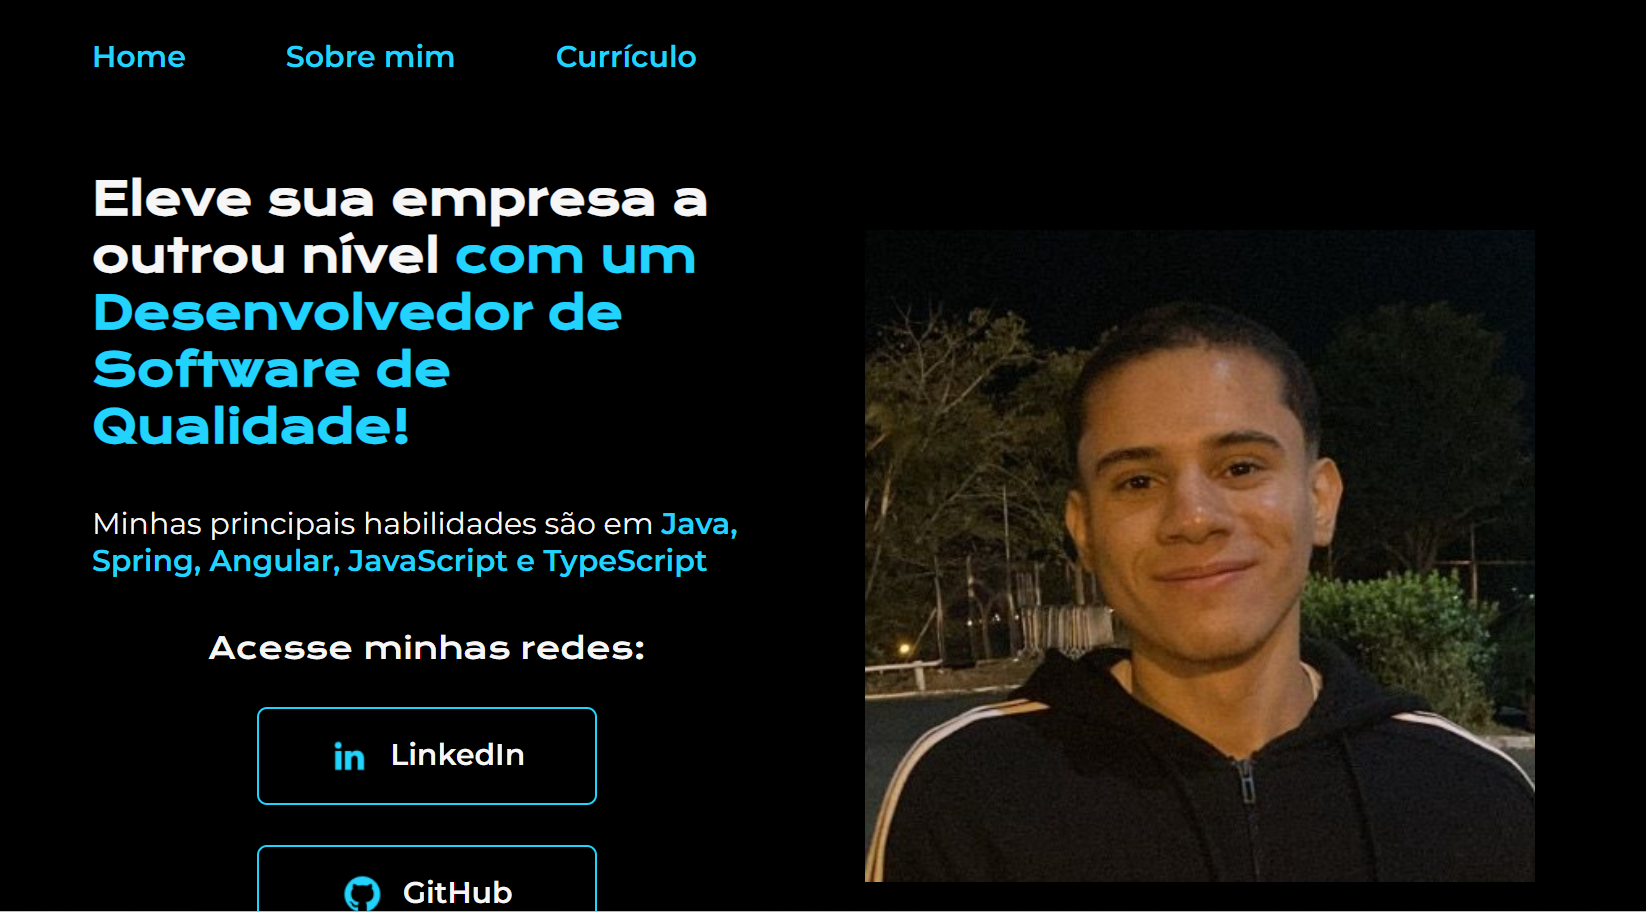 Home Sobre mim Currículo
Eleve sua empresa a
outrou nível com um
Desenvolvedor de
Software de
Qualidade!
Minhas principais habilidades são em Java,
Spring, Angular, JavaScript e TypeScript
Acesse minhas redes:
in LinkedIn
GitHub